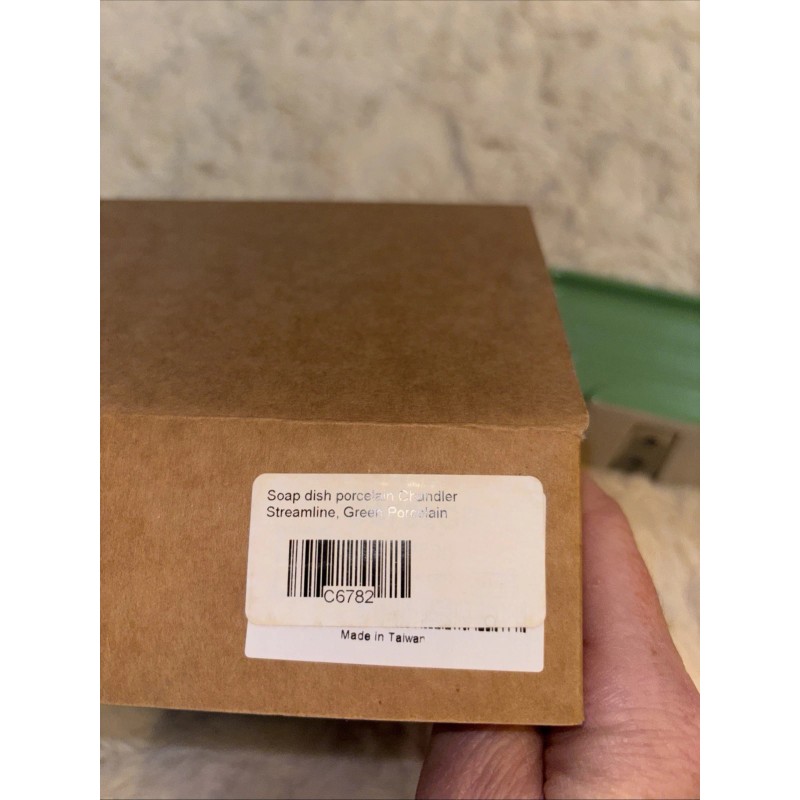 Soap dish porcelain Chandler
Streamline, Green Porcelain
C6782
Made in Taiwan